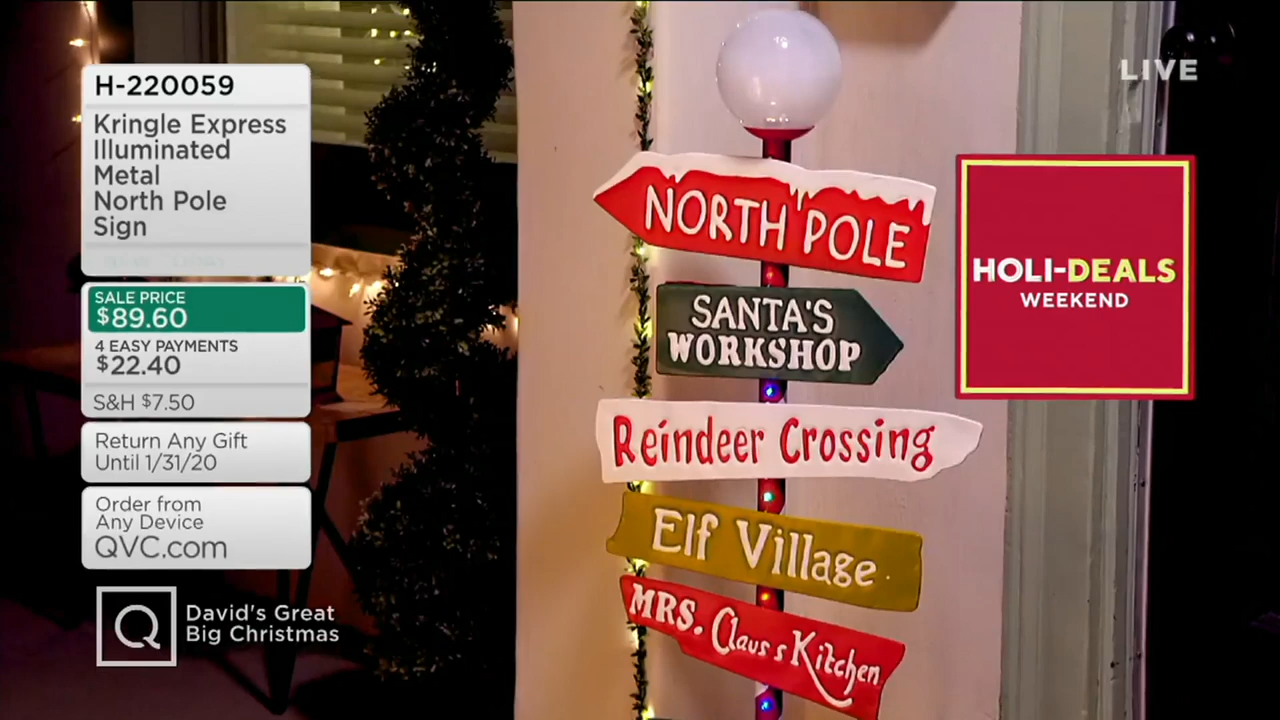 H-220059
Kringle Express
Illuminated
Metal
North Pole
Sign
SALE PRICE
$89.60
4 EASY PAYMENTS
$22.40
S&H $7.50
Return Any Gift
Until 1/31/20
Order from
Any Device
QVC.com
Q
David's Great
Big Christmas
NORTH POLE
SANTA'S
WORKSHOP
Reindeer Crossing
Elf Village
MRS. Claus's Kitchen
LIVE
HOLI-DEALS
WEEKEND